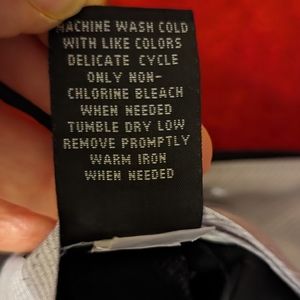 MACHINE WASH COLD
WITH LIKE COLORS
DELICATE CYCLE
ONLY NON-
CHLORINE BLEACH
WHEN NEEDED
TUMBLE DRY LOW
REMOVE PROMPTLY
WARM IRON
WHEN NEEDED